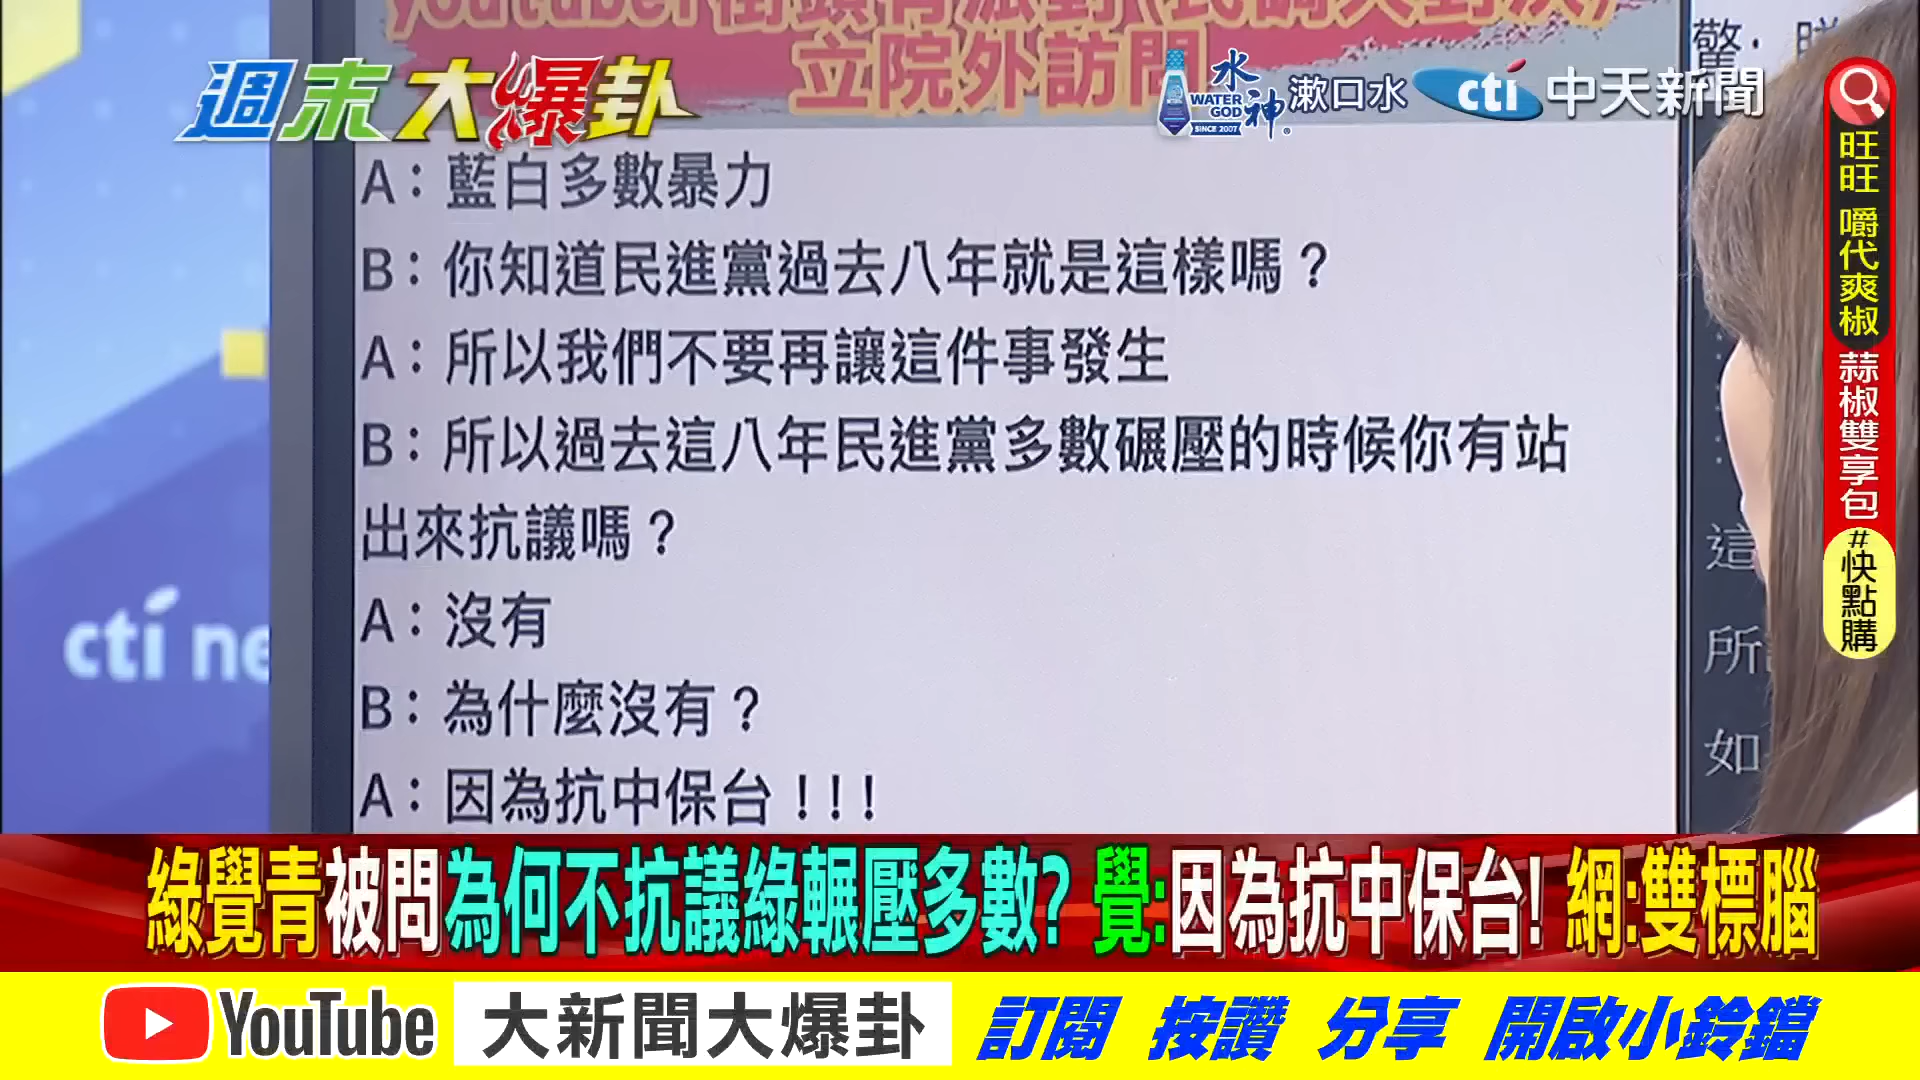 立院外訪問
週末大爆卦
水神
WATER GOD
SINCE 2007
漱口水
cti 中天新聞
A：藍白多數暴力
B：你知道民進黨過去八年就是這樣嗎？
A：所以我們不要再讓這件事發生
B：所以過去這八年民進黨多數碾壓的時候你有站
出來抗議嗎？
A：沒有
B：為什麼沒有？
A：因為抗中保台！！！
cti ne
這
所
如
旺旺 嚼代爽椒
蒜椒雙享包
#快點購
綠覺青被問為何不抗議綠輾壓多數? 覺:因為抗中保台! 網:雙標腦
YouTube 大新聞大爆卦 訂閱 按讚 分享 開啟小鈴鐺